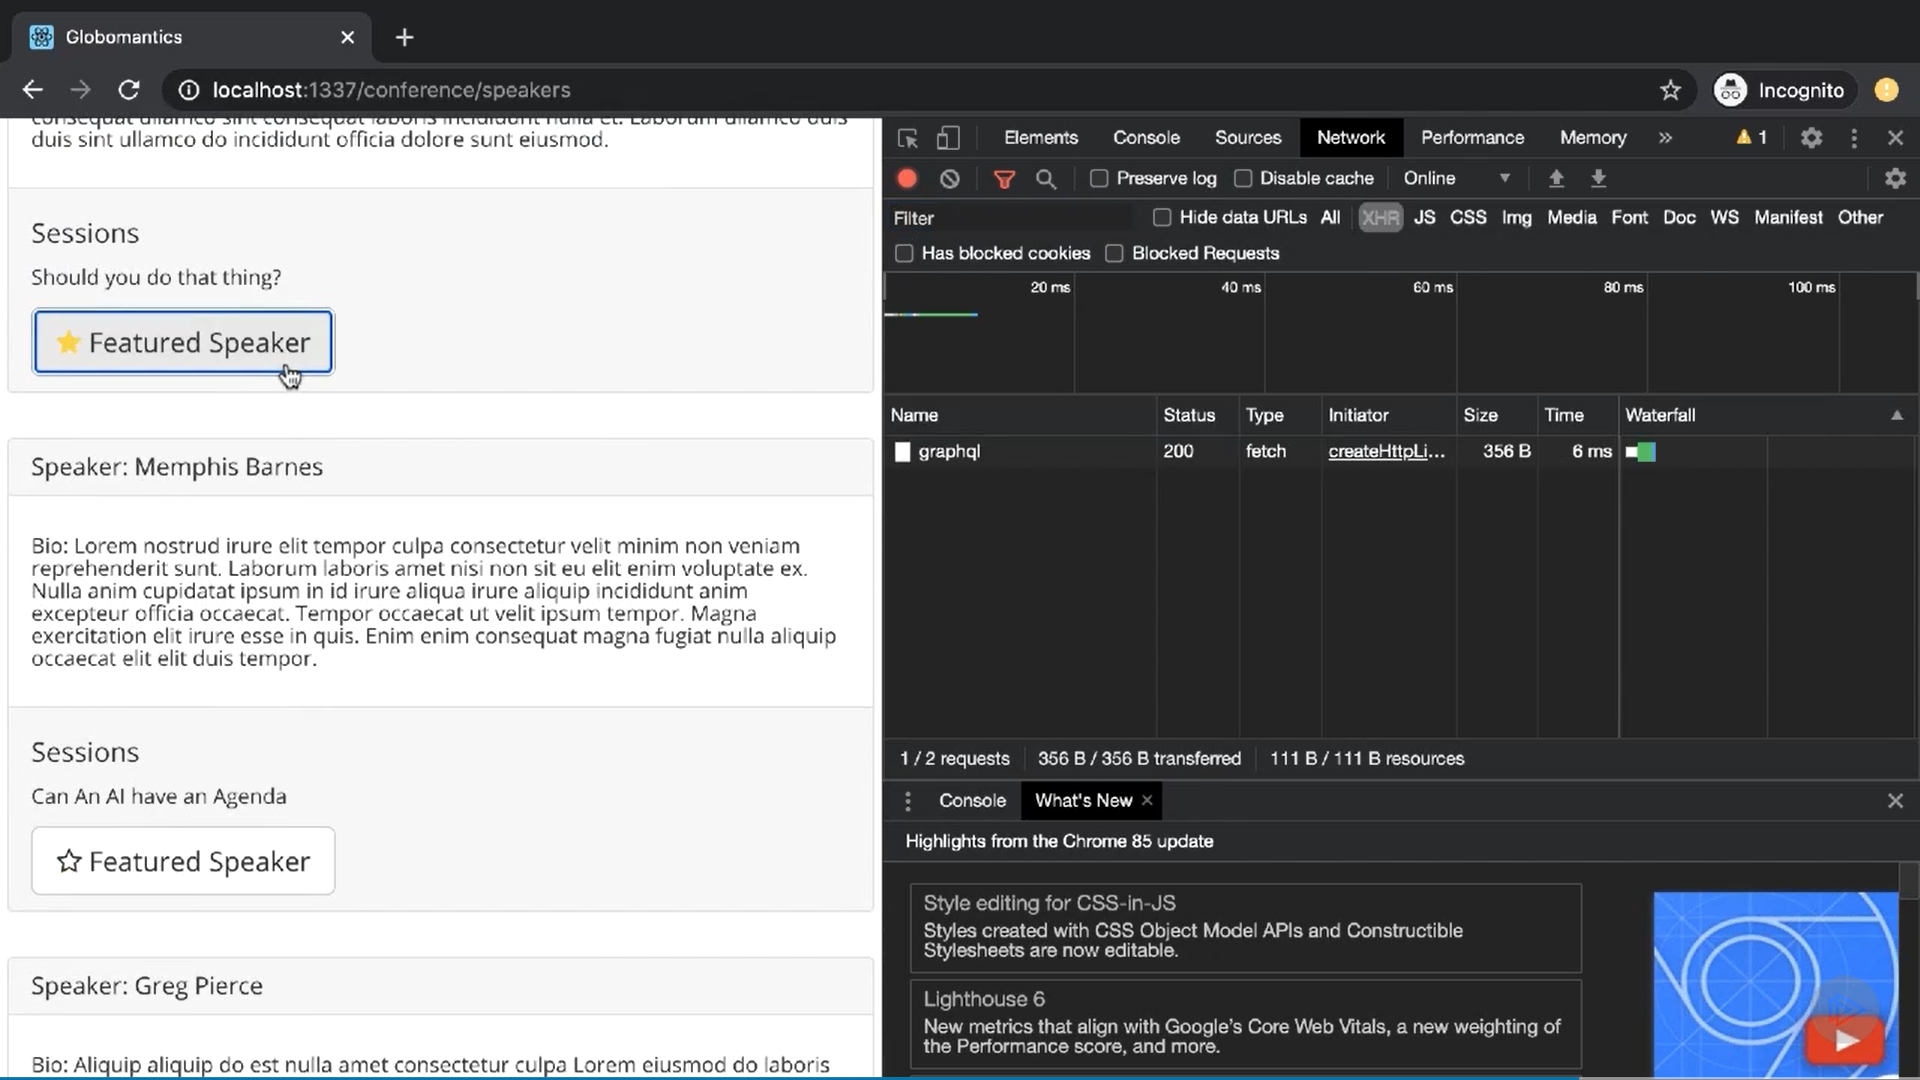 Globomantics
localhost:1337/conference/speakers
Incognito
consequat ullamco sint consequat laboris incididunt nulla et. Laborum ullamco duis
duis sint ullamco do incididunt officia dolore sunt eiusmod.
Sessions
Should you do that thing?
Featured Speaker
Speaker: Memphis Barnes
Bio: Lorem nostrud irure elit tempor culpa consectetur velit minim non veniam
reprehenderit sunt. Laborum laboris amet nisi non sit eu elit enim voluptate ex.
Nulla anim cupidatat ipsum in id irure aliqua irure aliquip incididunt anim
excepteur officia occaecat. Tempor occaecat ut velit ipsum tempor. Magna
exercitation elit irure esse in quis. Enim enim consequat magna fugiat nulla aliquip
occaecat elit elit duis tempor.
Sessions
Can An AI have an Agenda
Featured Speaker
Speaker: Greg Pierce
Bio: Aliquip aliquip do est nulla amet consectetur culpa Lorem eiusmod do laboris
Elements Console Sources Network Performance Memory » 1
Preserve log Disable cache Online
Filter Hide data URLs All XHR JS CSS Img Media Font Doc WS Manifest Other
Has blocked cookies Blocked Requests
20 ms 40 ms 60 ms 80 ms 100 ms
Name Status Type Initiator Size Time Waterfall
graphql 200 fetch createHttpLi... 356 B 6 ms
1 / 2 requests 356 B / 356 B transferred 111 B / 111 B resources
Console What's New
Highlights from the Chrome 85 update
Style editing for CSS-in-JS
Styles created with CSS Object Model APIs and Constructible
Stylesheets are now editable.
Lighthouse 6
New metrics that align with Google's Core Web Vitals, a new weighting of
the Performance score, and more.